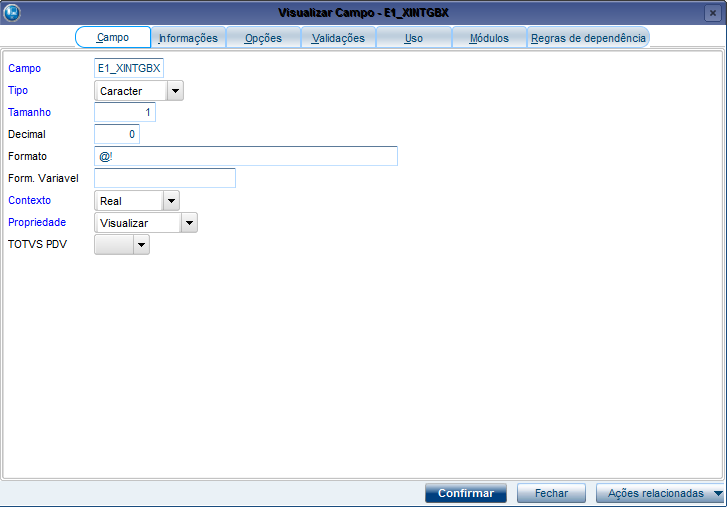 Visualizar Campo - E1_XINTGBX
Campo Informações Opções Validações Uso Módulos Regras de dependência
Campo E1_XINTGBX
Tipo Caracter
Tamanho 1
Decimal 0
Formato @!
Form. Variavel
Contexto Real
Propriedade Visualizar
TOTVS PDV
Confirmar Fechar Ações relacionadas